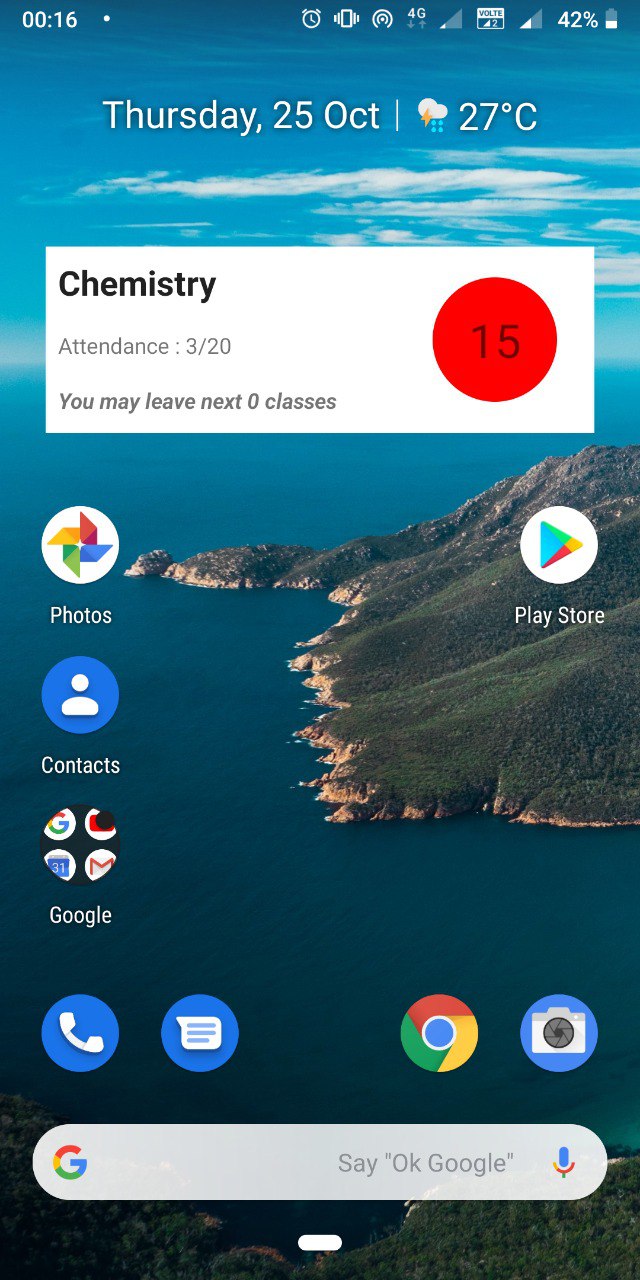 00:16 4G VOLTE 2 42%
Thursday, 25 Oct 27°C
Chemistry
Attendance : 3/20
15
You may leave next 0 classes
Photos
Play Store
Contacts
31
Google
Say "Ok Google"